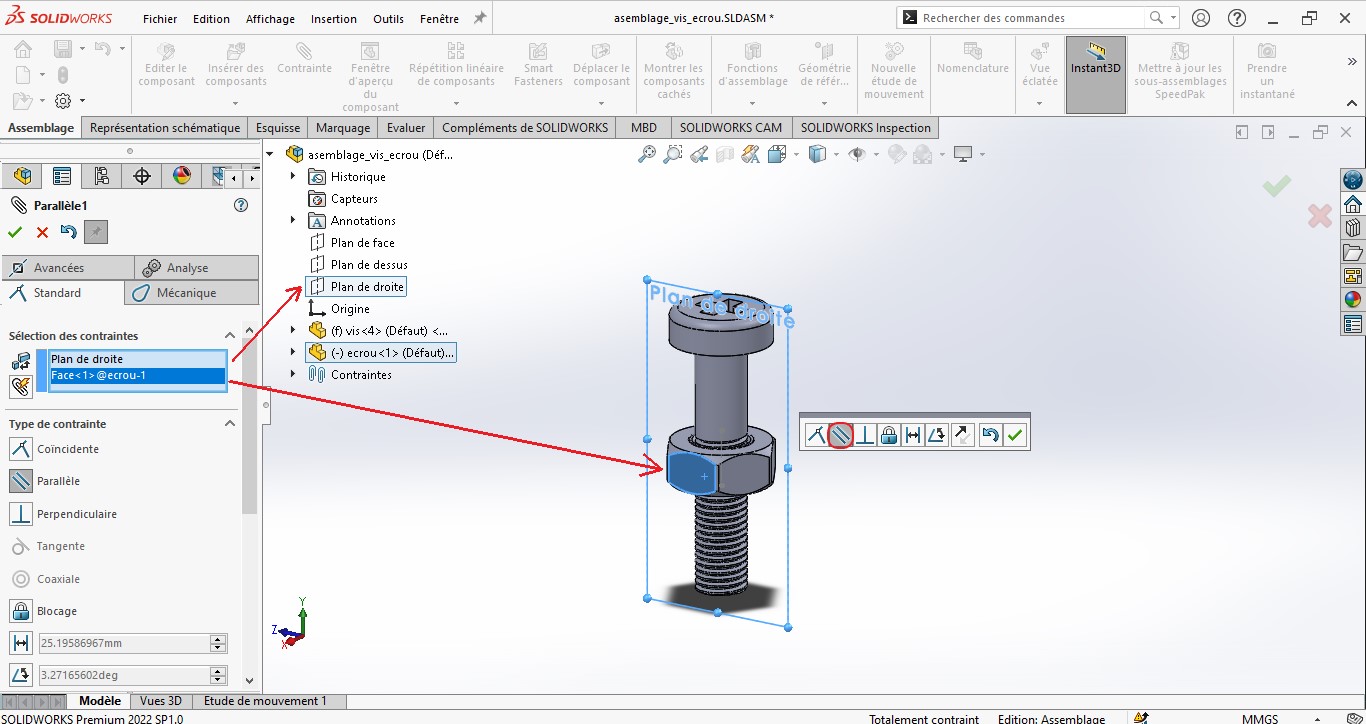 SOLIDWORKS
Fichier Edition Affichage Insertion Outils Fenêtre
asemblage_vis_ecrou.SLDASM *
Rechercher des commandes
Editer le composant
Insérer des composants
Contrainte
Fenêtre d'aperçu du composant
Répétition linéaire de composants
Smart Fasteners
Déplacer le composant
Montrer les composants cachés
Fonctions d'assemblage
Géométrie de référ...
Nouvelle étude de mouvement
Nomenclature
Vue éclatée
Instant3D
Mettre à jour les sous-assemblages SpeedPak
Prendre un instantané
Assemblage Représentation schématique Esquisse Marquage Evaluer Compléments de SOLIDWORKS MBD SOLIDWORKS CAM SOLIDWORKS Inspection
Parallèle1
Avancées Analyse
Standard Mécanique
Sélection des contraintes
Plan de droite
Face<1>@ecrou-1
Type de contrainte
Coïncidente
Parallèle
Perpendiculaire
Tangente
Coaxiale
Blocage
25.19586967mm
3.27165602deg
asemblage_vis_ecrou (Déf...
Historique
Capteurs
Annotations
Plan de face
Plan de dessus
Plan de droite
Origine
(f) vis<4> (Défaut) <...
(-) ecrou<1> (Défaut)...
Contraintes
Plan de droite
Y
Z
X
Modèle Vues 3D Etude de mouvement 1
SOLIDWORKS Premium 2022 SP1.0
Totalement contraint Edition: Assemblage MMGS